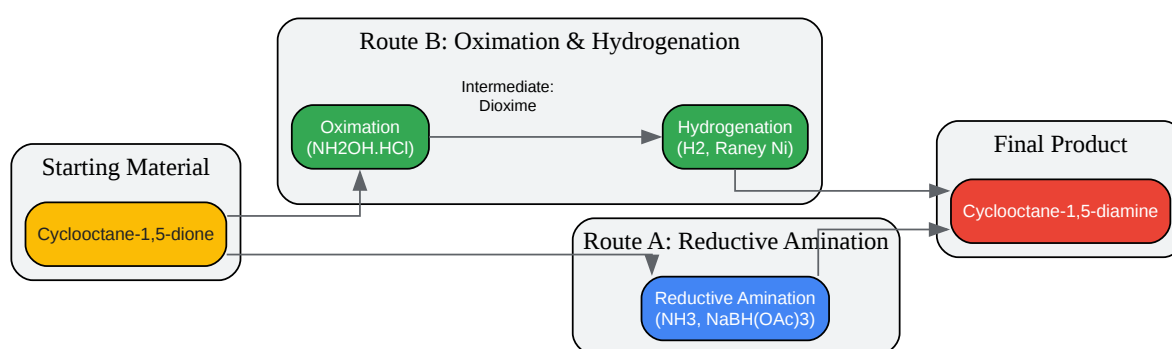 Route B: Oximation & Hydrogenation
Intermediate:
Dioxime
Oximation
(NH2OH.HCl)
Hydrogenation
(H2, Raney Ni)
Starting Material
Cyclooctane-1,5-dione
Final Product
Cyclooctane-1,5-diamine
Route A: Reductive Amination
Reductive Amination
(NH3, NaBH(OAc)3)